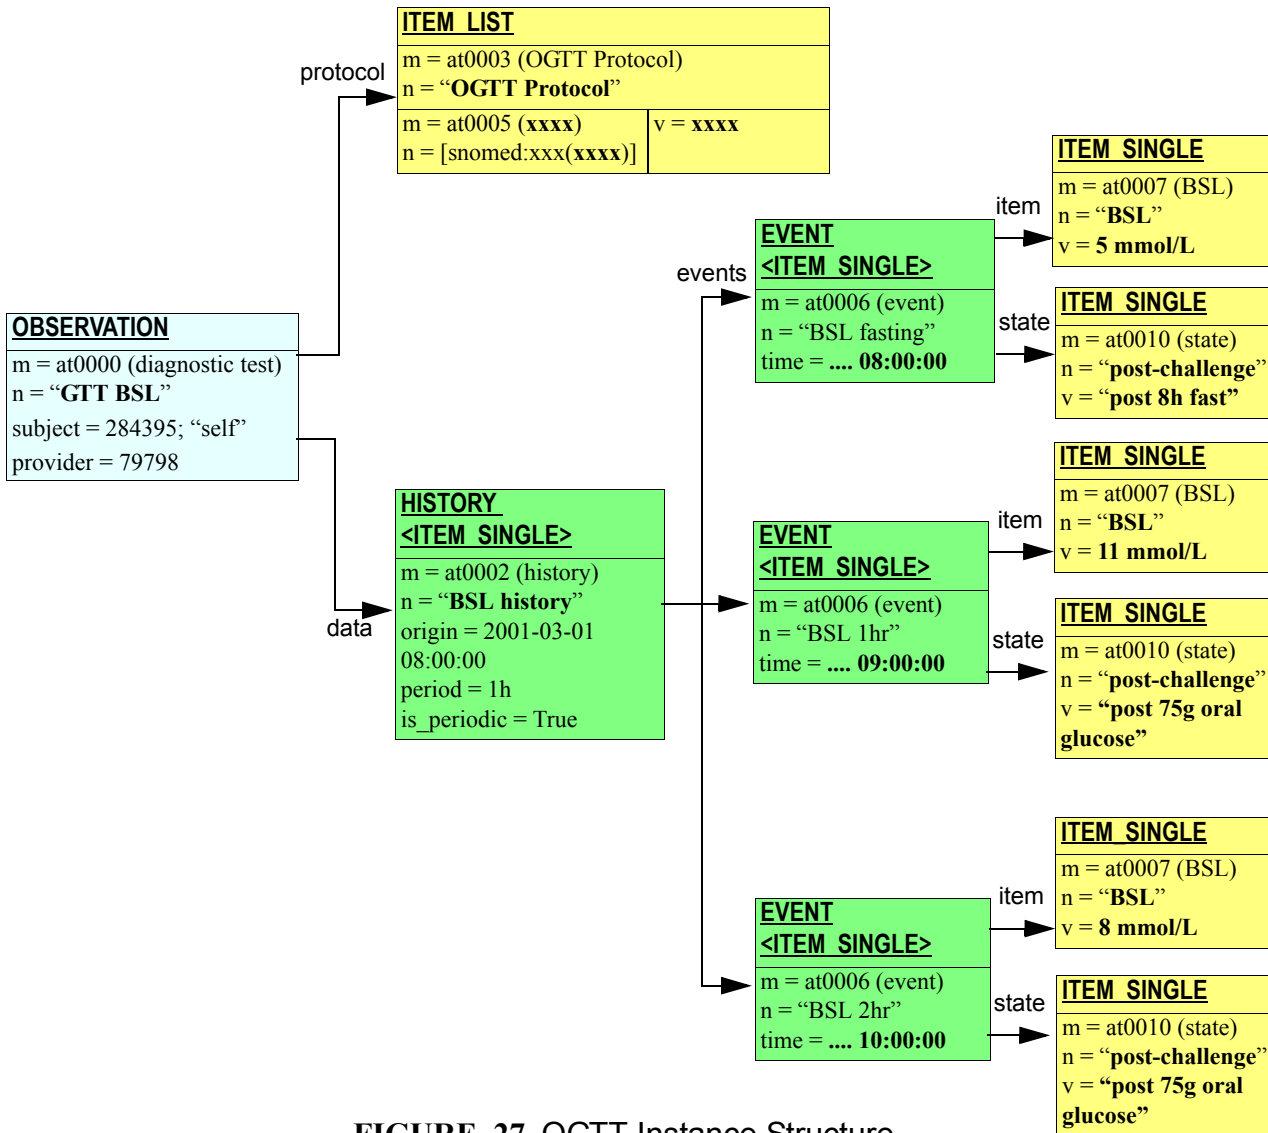 ITEM_LIST
m = at0003 (OGTT Protocol)
n = “OGTT Protocol”
m = at0005 (xxxx)
n = [snomed:xxx(xxxx)]
v = xxxx
protocol
OBSERVATION
m = at0000 (diagnostic test)
n = “GTT BSL”
subject = 284395; “self”
provider = 79798
data
HISTORY
<ITEM_SINGLE>
m = at0002 (history)
n = “BSL history”
origin = 2001-03-01
08:00:00
period = 1h
is_periodic = True
events
EVENT
<ITEM_SINGLE>
m = at0006 (event)
n = “BSL fasting”
time = .... 08:00:00
item
ITEM_SINGLE
m = at0007 (BSL)
n = “BSL”
v = 5 mmol/L
state
ITEM_SINGLE
m = at0010 (state)
n = “post-challenge”
v = “post 8h fast”
EVENT
<ITEM_SINGLE>
m = at0006 (event)
n = “BSL 1hr”
time = .... 09:00:00
item
ITEM_SINGLE
m = at0007 (BSL)
n = “BSL”
v = 11 mmol/L
state
ITEM_SINGLE
m = at0010 (state)
n = “post-challenge”
v = “post 75g oral
glucose”
EVENT
<ITEM_SINGLE>
m = at0006 (event)
n = “BSL 2hr”
time = .... 10:00:00
item
ITEM_SINGLE
m = at0007 (BSL)
n = “BSL”
v = 8 mmol/L
state
ITEM_SINGLE
m = at0010 (state)
n = “post-challenge”
v = “post 75g oral
glucose”
FIGURE 27 OGTT Instance Structure